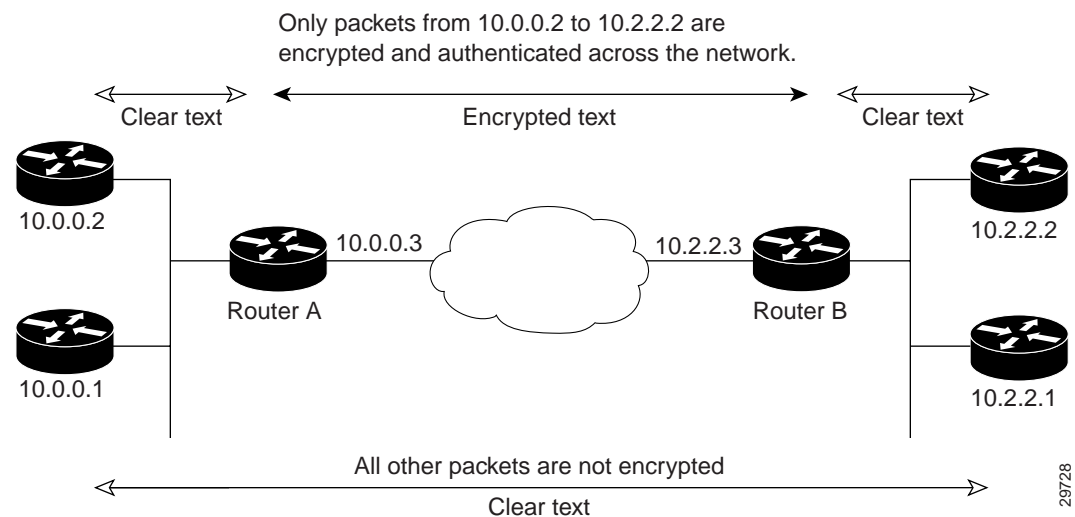 Only packets from 10.0.0.2 to 10.2.2.2 are
encrypted and authenticated across the network.
Clear text
Encrypted text
Clear text
10.0.0.2
10.2.2.2
10.0.0.3
10.2.2.3
Router A
Router B
10.0.0.1
10.2.2.1
All other packets are not encrypted
Clear text
29728